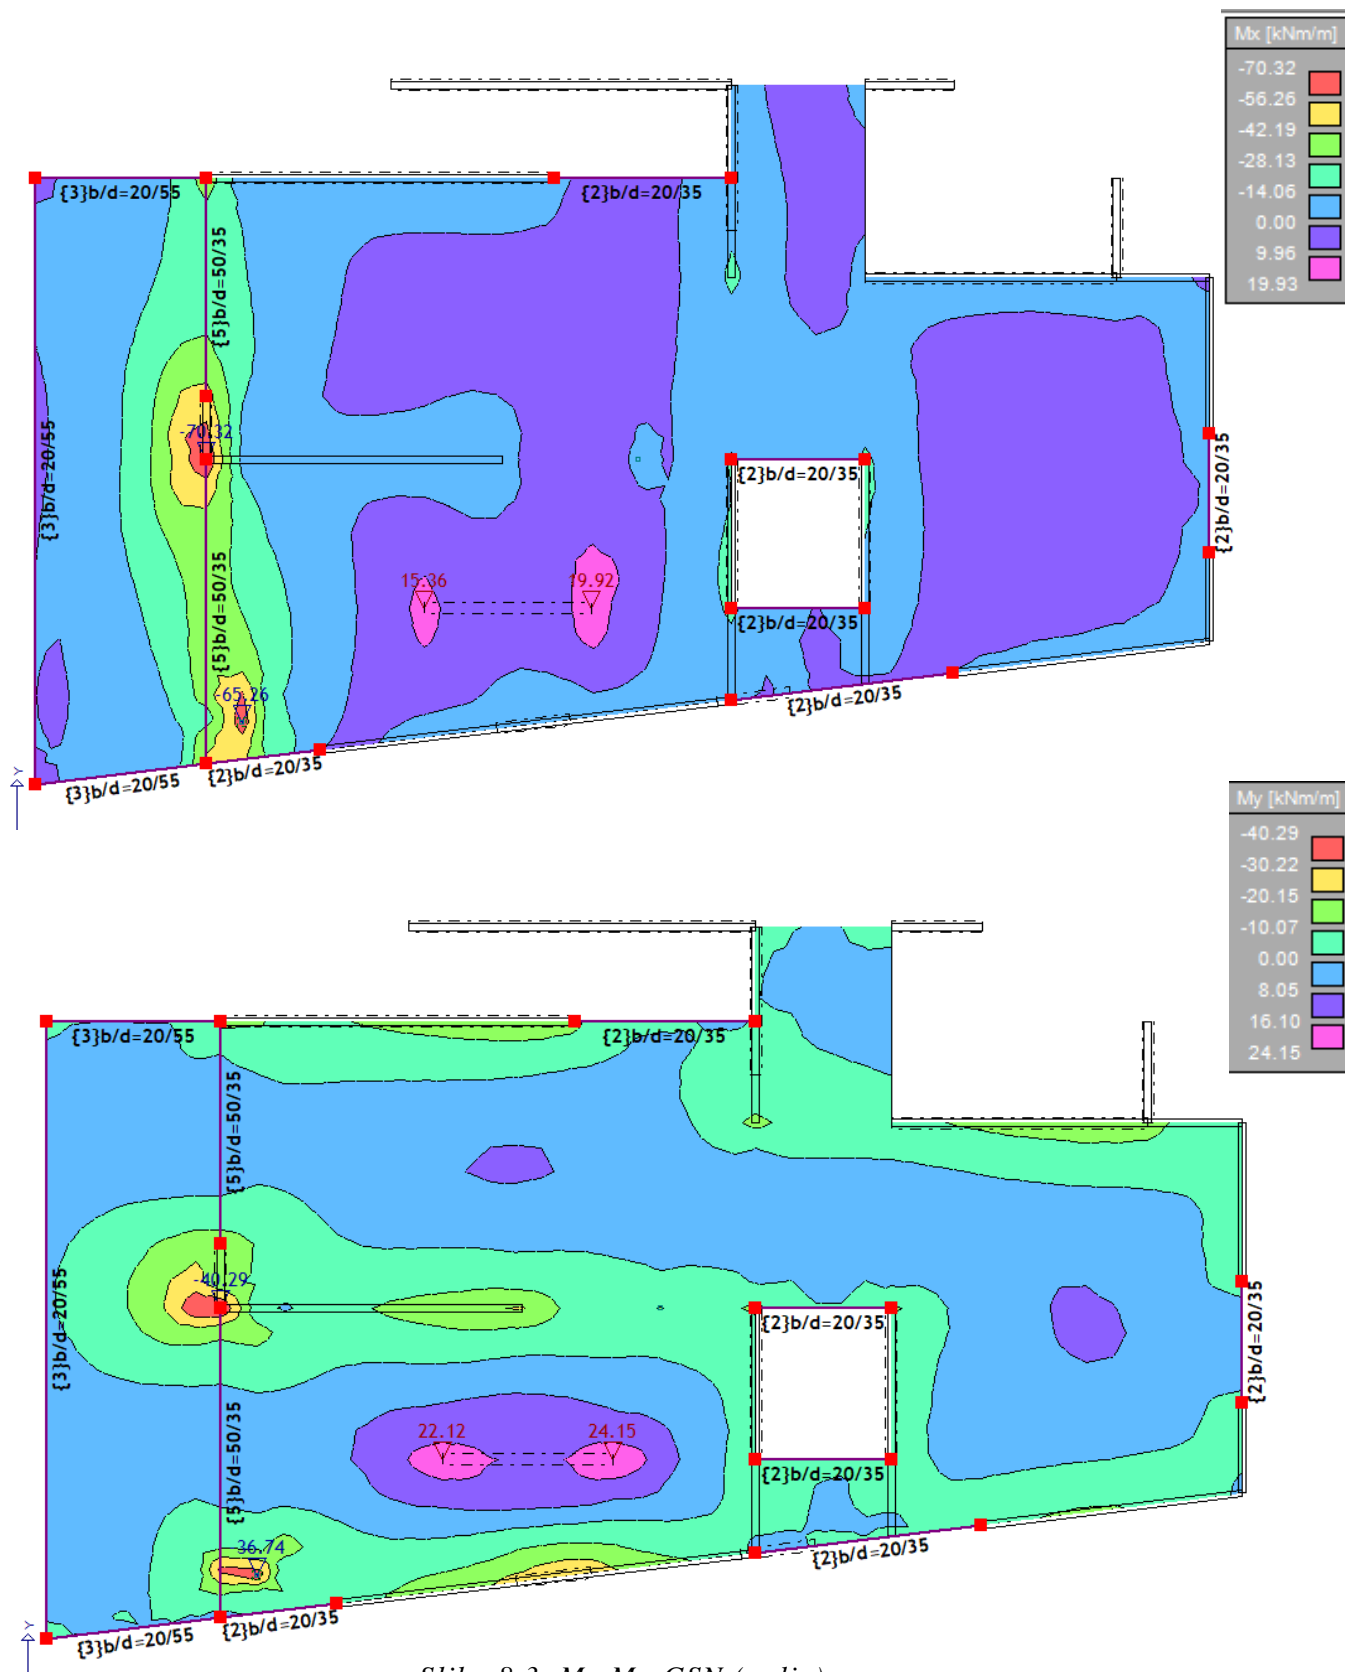 Mx [kNm/m]
-70.32
-56.26
-42.19
-28.13
-14.06
0.00
9.96
19.93
{3}b/d=20/55
{2}b/d=20/35
{5}b/d=50/35
-70.32
{3}b/d=20/55
{2}b/d=20/35
{2}b/d=20/35
15.36
19.92
{5}b/d=50/35
{2}b/d=20/35
-65.26
{2}b/d=20/35
{3}b/d=20/55
{2}b/d=20/35
Y
My [kNm/m]
-40.29
-30.22
-20.15
-10.07
0.00
8.05
16.10
24.15
{3}b/d=20/55
{2}b/d=20/35
{5}b/d=50/35
-40.29
{3}b/d=20/55
{2}b/d=20/35
{2}b/d=20/35
22.12
24.15
{5}b/d=50/35
{2}b/d=20/35
36.74
{2}b/d=20/35
{3}b/d=20/55
{2}b/d=20/35
Y